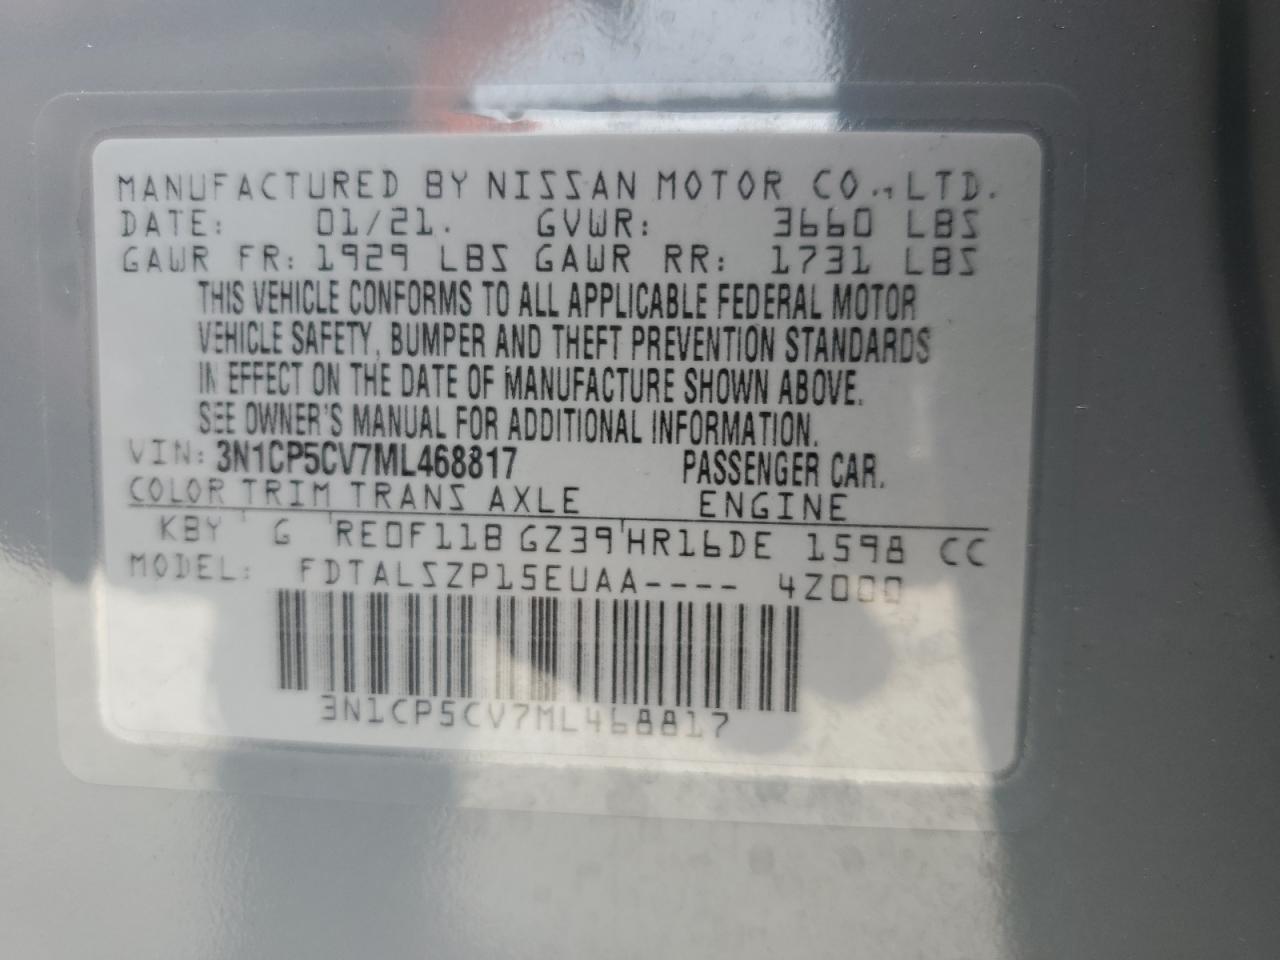 MANUFACTURED BY NISSAN MOTOR CO., LTD.
DATE: 01/21. GVWR: 3660 LBS
GAWR FR: 1929 LBS GAWR RR: 1731 LBS
THIS VEHICLE CONFORMS TO ALL APPLICABLE FEDERAL MOTOR
VEHICLE SAFETY, BUMPER AND THEFT PREVENTION STANDARDS
IN EFFECT ON THE DATE OF MANUFACTURE SHOWN ABOVE.
SEE OWNER'S MANUAL FOR ADDITIONAL INFORMATION.
VIN: 3N1CP5CV7ML468817 PASSENGER CAR.
COLOR TRIM TRANS AXLE ENGINE
KBY G RE0F11B GZ39 HR16DE 1598 CC
MODEL: FDTALSZP15EUAA---- 4Z000
3N1CP5CV7ML468817